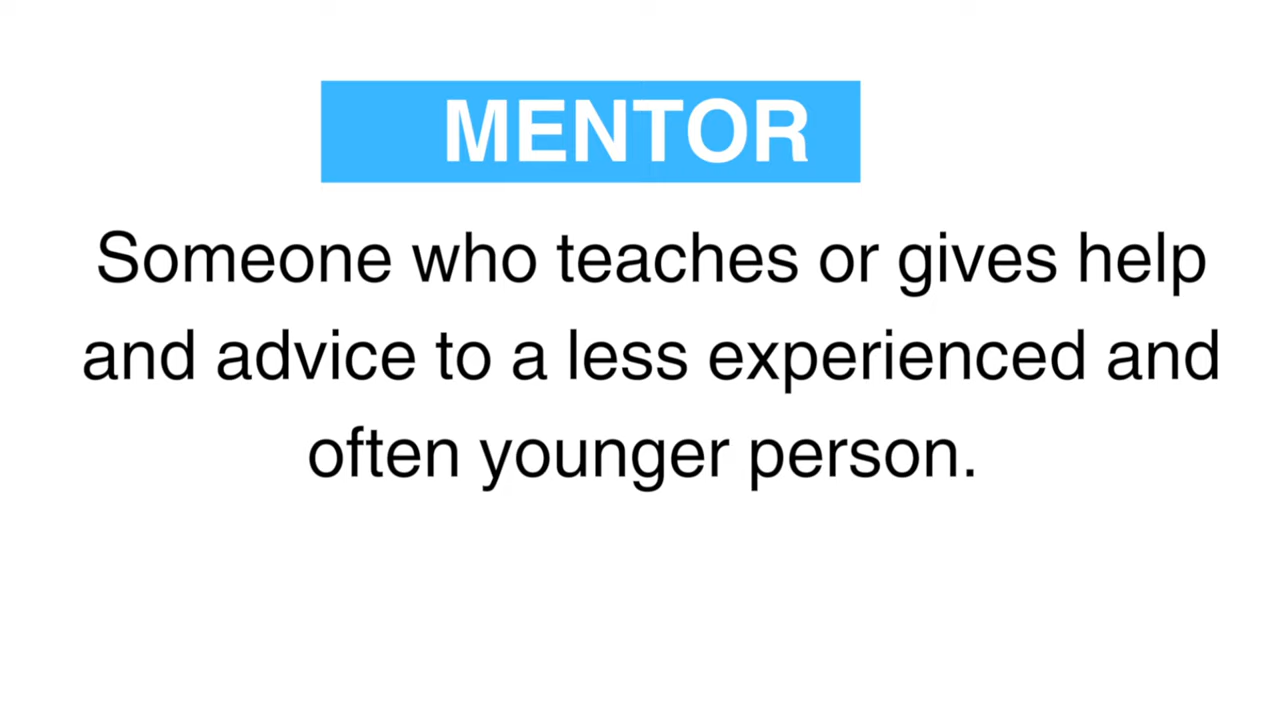 MENTOR
Someone who teaches or gives help
and advice to a less experienced and
often younger person.